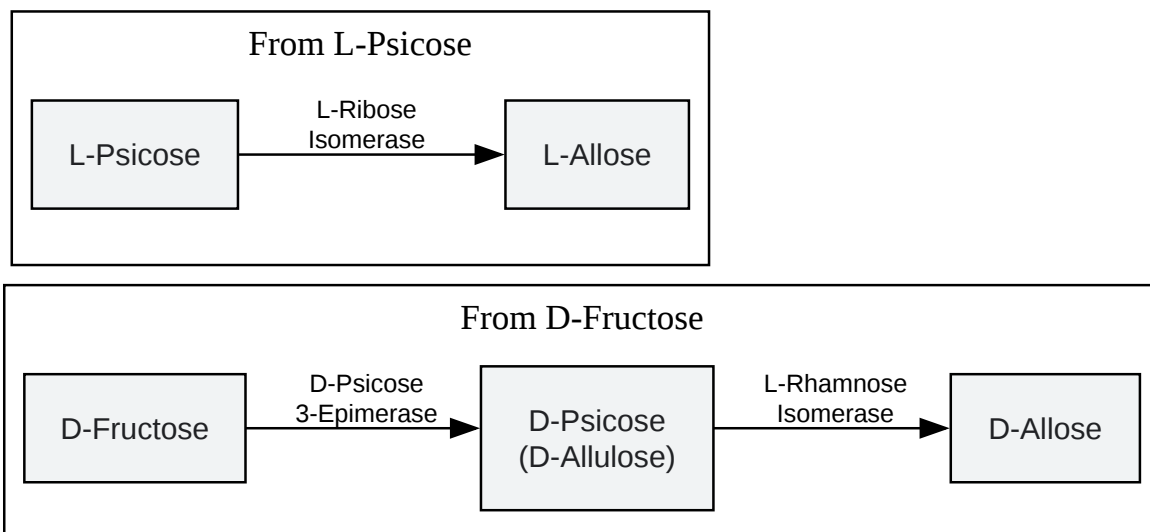 From L-Psicose
L-Ribose
Isomerase
L-Psicose
L-Allose
From D-Fructose
D-Psicose
3-Epimerase
L-Rhamnose
Isomerase
D-Fructose
D-Psicose
(D-Allulose)
D-Allose